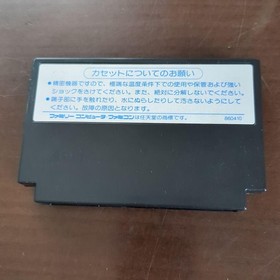 カセットについてのお願い
●精密機器ですので、極端な温度条件下での使用や保管および強い
ショックをさけてください。また、絶対に分解しないでください。
●端子部に手を触れたり、水にぬらしたりして汚さないようにして
ください。故障の原因となります。
ファミリーコンピュータ ファミコンは任天堂の商標です。